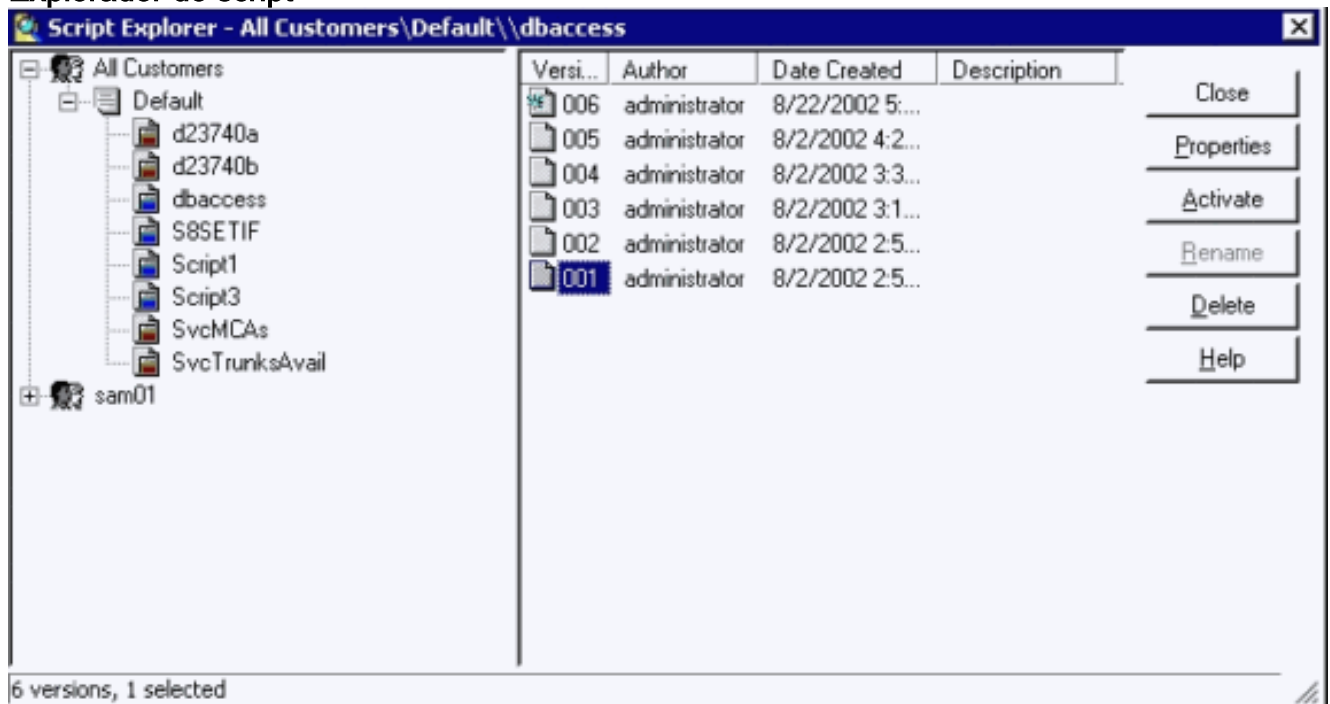 Explorador do script
Script Explorer - All Customers\Default\\dbaccess
All Customers
Default
d23740a
d23740b
dbaccess
S8SETIF
Script1
Script3
SvcMCAs
SvcTrunksAvail
sam01
Versi... Author Date Created Description
006 administrator 8/22/2002 5:...
005 administrator 8/2/2002 4:2...
004 administrator 8/2/2002 3:3...
003 administrator 8/2/2002 3:1...
002 administrator 8/2/2002 2:5...
001 administrator 8/2/2002 2:5...
Close
Properties
Activate
Rename
Delete
Help
6 versions, 1 selected